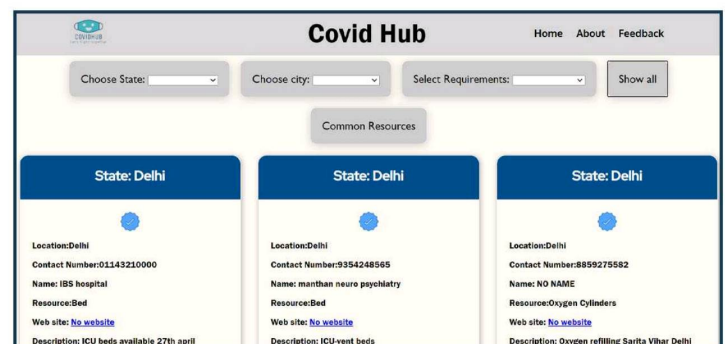 COVIDHUB
Covid Hub
Home About Feedback
Choose State:
Choose city:
Select Requirements:
Show all
Common Resources
State: Delhi
Location:Delhi
Contact Number:01143210000
Name: IBS hospital
Resource:Bed
Web site: No website
Description: ICU beds available 27th april
State: Delhi
Location:Delhi
Contact Number:9354248565
Name: manthan neuro psychiatry
Resource:Bed
Web site: No website
Description: ICU-vent beds
State: Delhi
Location:Delhi
Contact Number:8859275582
Name: NO NAME
Resource:Oxygen Cylinders
Web site: No website
Description: Oxygen refilling Sarita Vihar Delhi